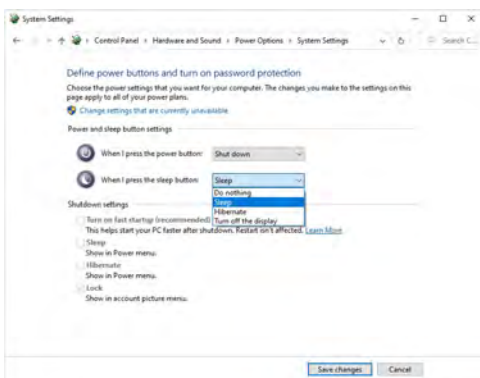 System Settings
Control Panel › Hardware and Sound › Power Options › System Settings
Search C...
Define power buttons and turn on password protection
Choose the power settings that you want for your computer. The changes you make to the settings on this
page apply to all of your power plans.
Change settings that are currently unavailable
Power and sleep button settings
When I press the power button: Shut down
When I press the sleep button: Sleep
Do nothing
Sleep
Hibernate
Turn off the display
Shutdown settings
Turn on fast startup (recommended)
This helps start your PC faster after shutdown. Restart isn't affected. Learn More
Sleep
Show in Power menu.
Hibernate
Show in Power menu.
Lock
Show in account picture menu.
Save changes
Cancel